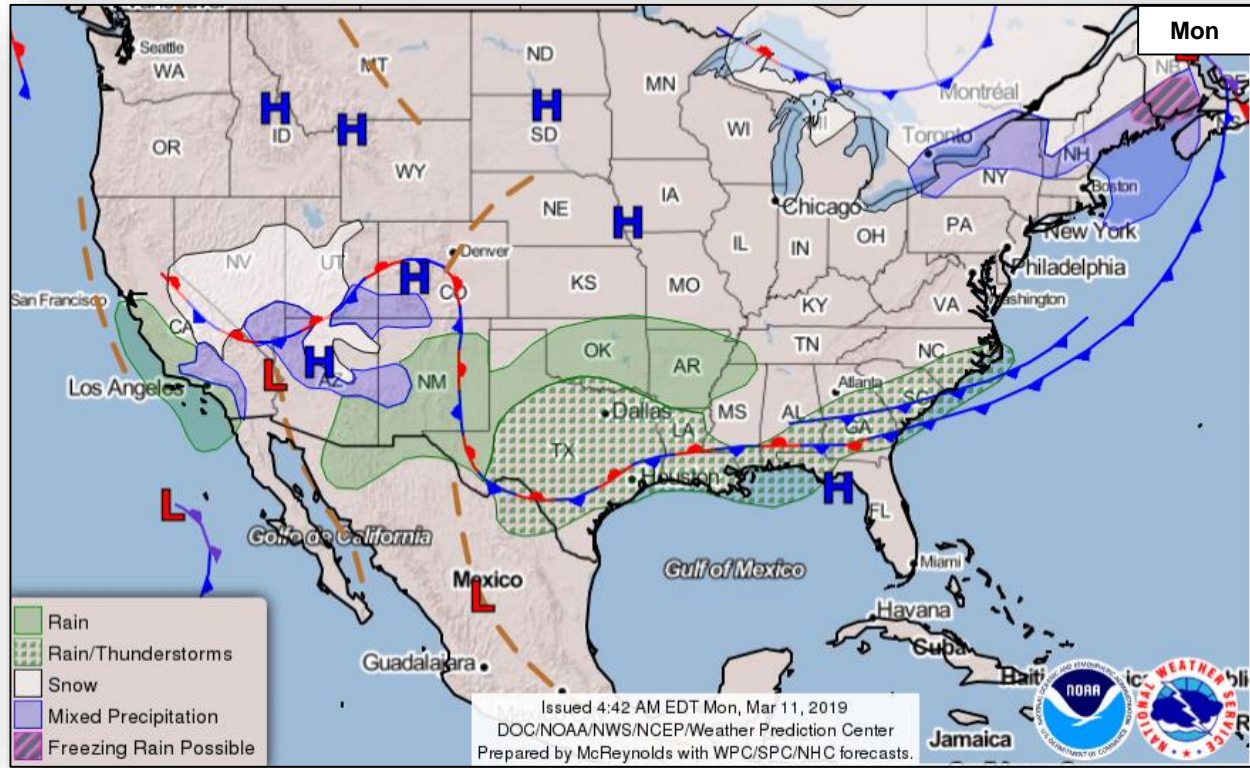 Mon
Seattle
WA
MT
ND
MN
Montréal
NB
OR
ID
SD
WI
MI
Toronto
NH
WY
NY
Boston
NE
IA
Chicago
PA
New York
NV
UT
Denver
IL
IN
OH
Philadelphia
San Francisco
CO
KS
MO
KY
VA
Washington
CA
TN
NC
OK
AR
Los Angeles
AZ
NM
Atlanta
SC
Dallas
MS
AL
GA
TX
LA
Houston
FL
Golfo de California
Gulf of Mexico
Miami
Mexico
Havana
Cuba
Guadalajara
Jamaica
H
H
H
H
H
H
H
L
L
L
Rain
Rain/Thunderstorms
Snow
Mixed Precipitation
Freezing Rain Possible
Issued 4:42 AM EDT Mon, Mar 11, 2019
DOC/NOAA/NWS/NCEP/Weather Prediction Center
Prepared by McReynolds with WPC/SPC/NHC forecasts.
NOAA
NATIONAL WEATHER SERVICE